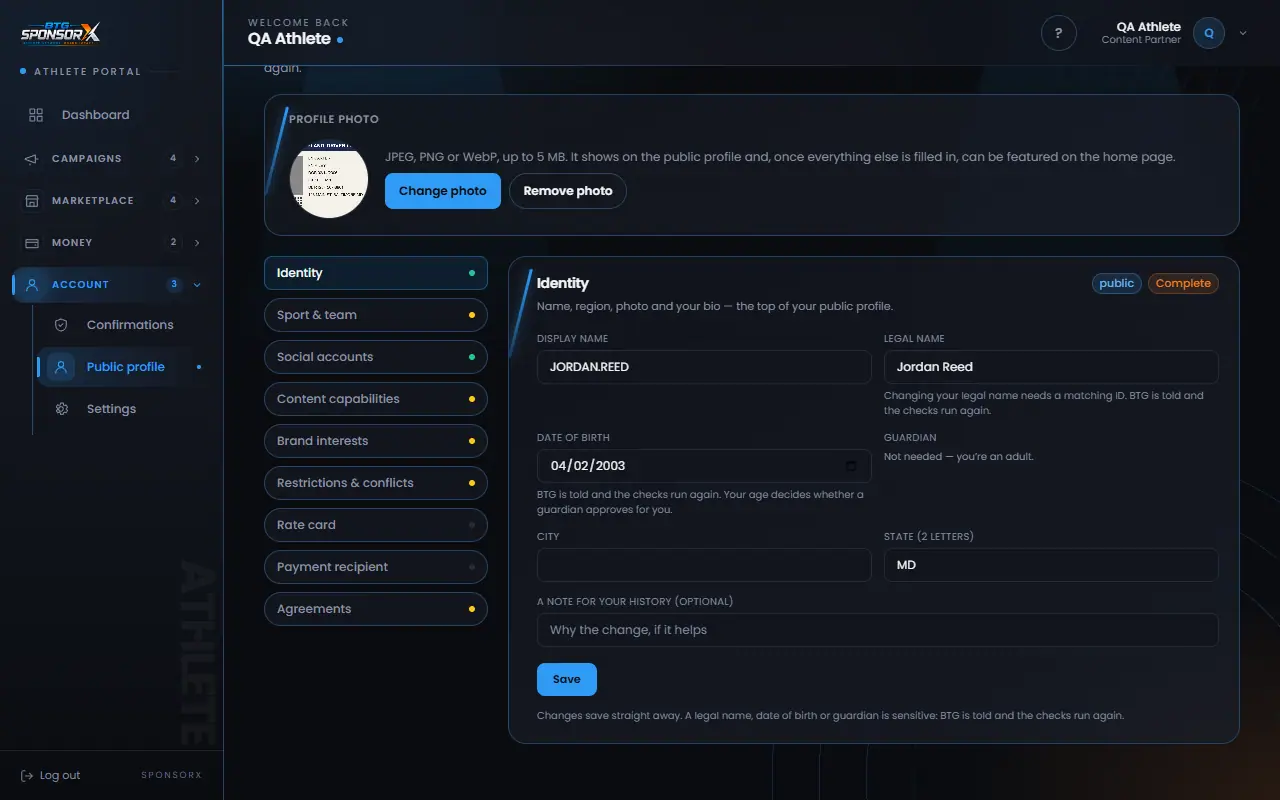 BTG
SPONSORX
ATHLETE PORTAL
Dashboard
CAMPAIGNS 4
MARKETPLACE 4
MONEY 2
ACCOUNT 3
Confirmations
Public profile
Settings
ATHLETE
Log out
SPONSORX
WELCOME BACK
QA Athlete
?
QA Athlete
Content Partner
Q
again.
PROFILE PHOTO
JPEG, PNG or WebP, up to 5 MB. It shows on the public profile and, once everything else is filled in, can be featured on the home page.
Change photo
Remove photo
Identity
Sport & team
Social accounts
Content capabilities
Brand interests
Restrictions & conflicts
Rate card
Payment recipient
Agreements
Identity
public
Complete
Name, region, photo and your bio — the top of your public profile.
DISPLAY NAME
JORDAN.REED
LEGAL NAME
Jordan Reed
Changing your legal name needs a matching ID. BTG is told and
the checks run again.
DATE OF BIRTH
04/02/2003
BTG is told and the checks run again. Your age decides whether a
guardian approves for you.
GUARDIAN
Not needed — you're an adult.
CITY
STATE (2 LETTERS)
MD
A NOTE FOR YOUR HISTORY (OPTIONAL)
Why the change, if it helps
Save
Changes save straight away. A legal name, date of birth or guardian is sensitive: BTG is told and the checks run again.